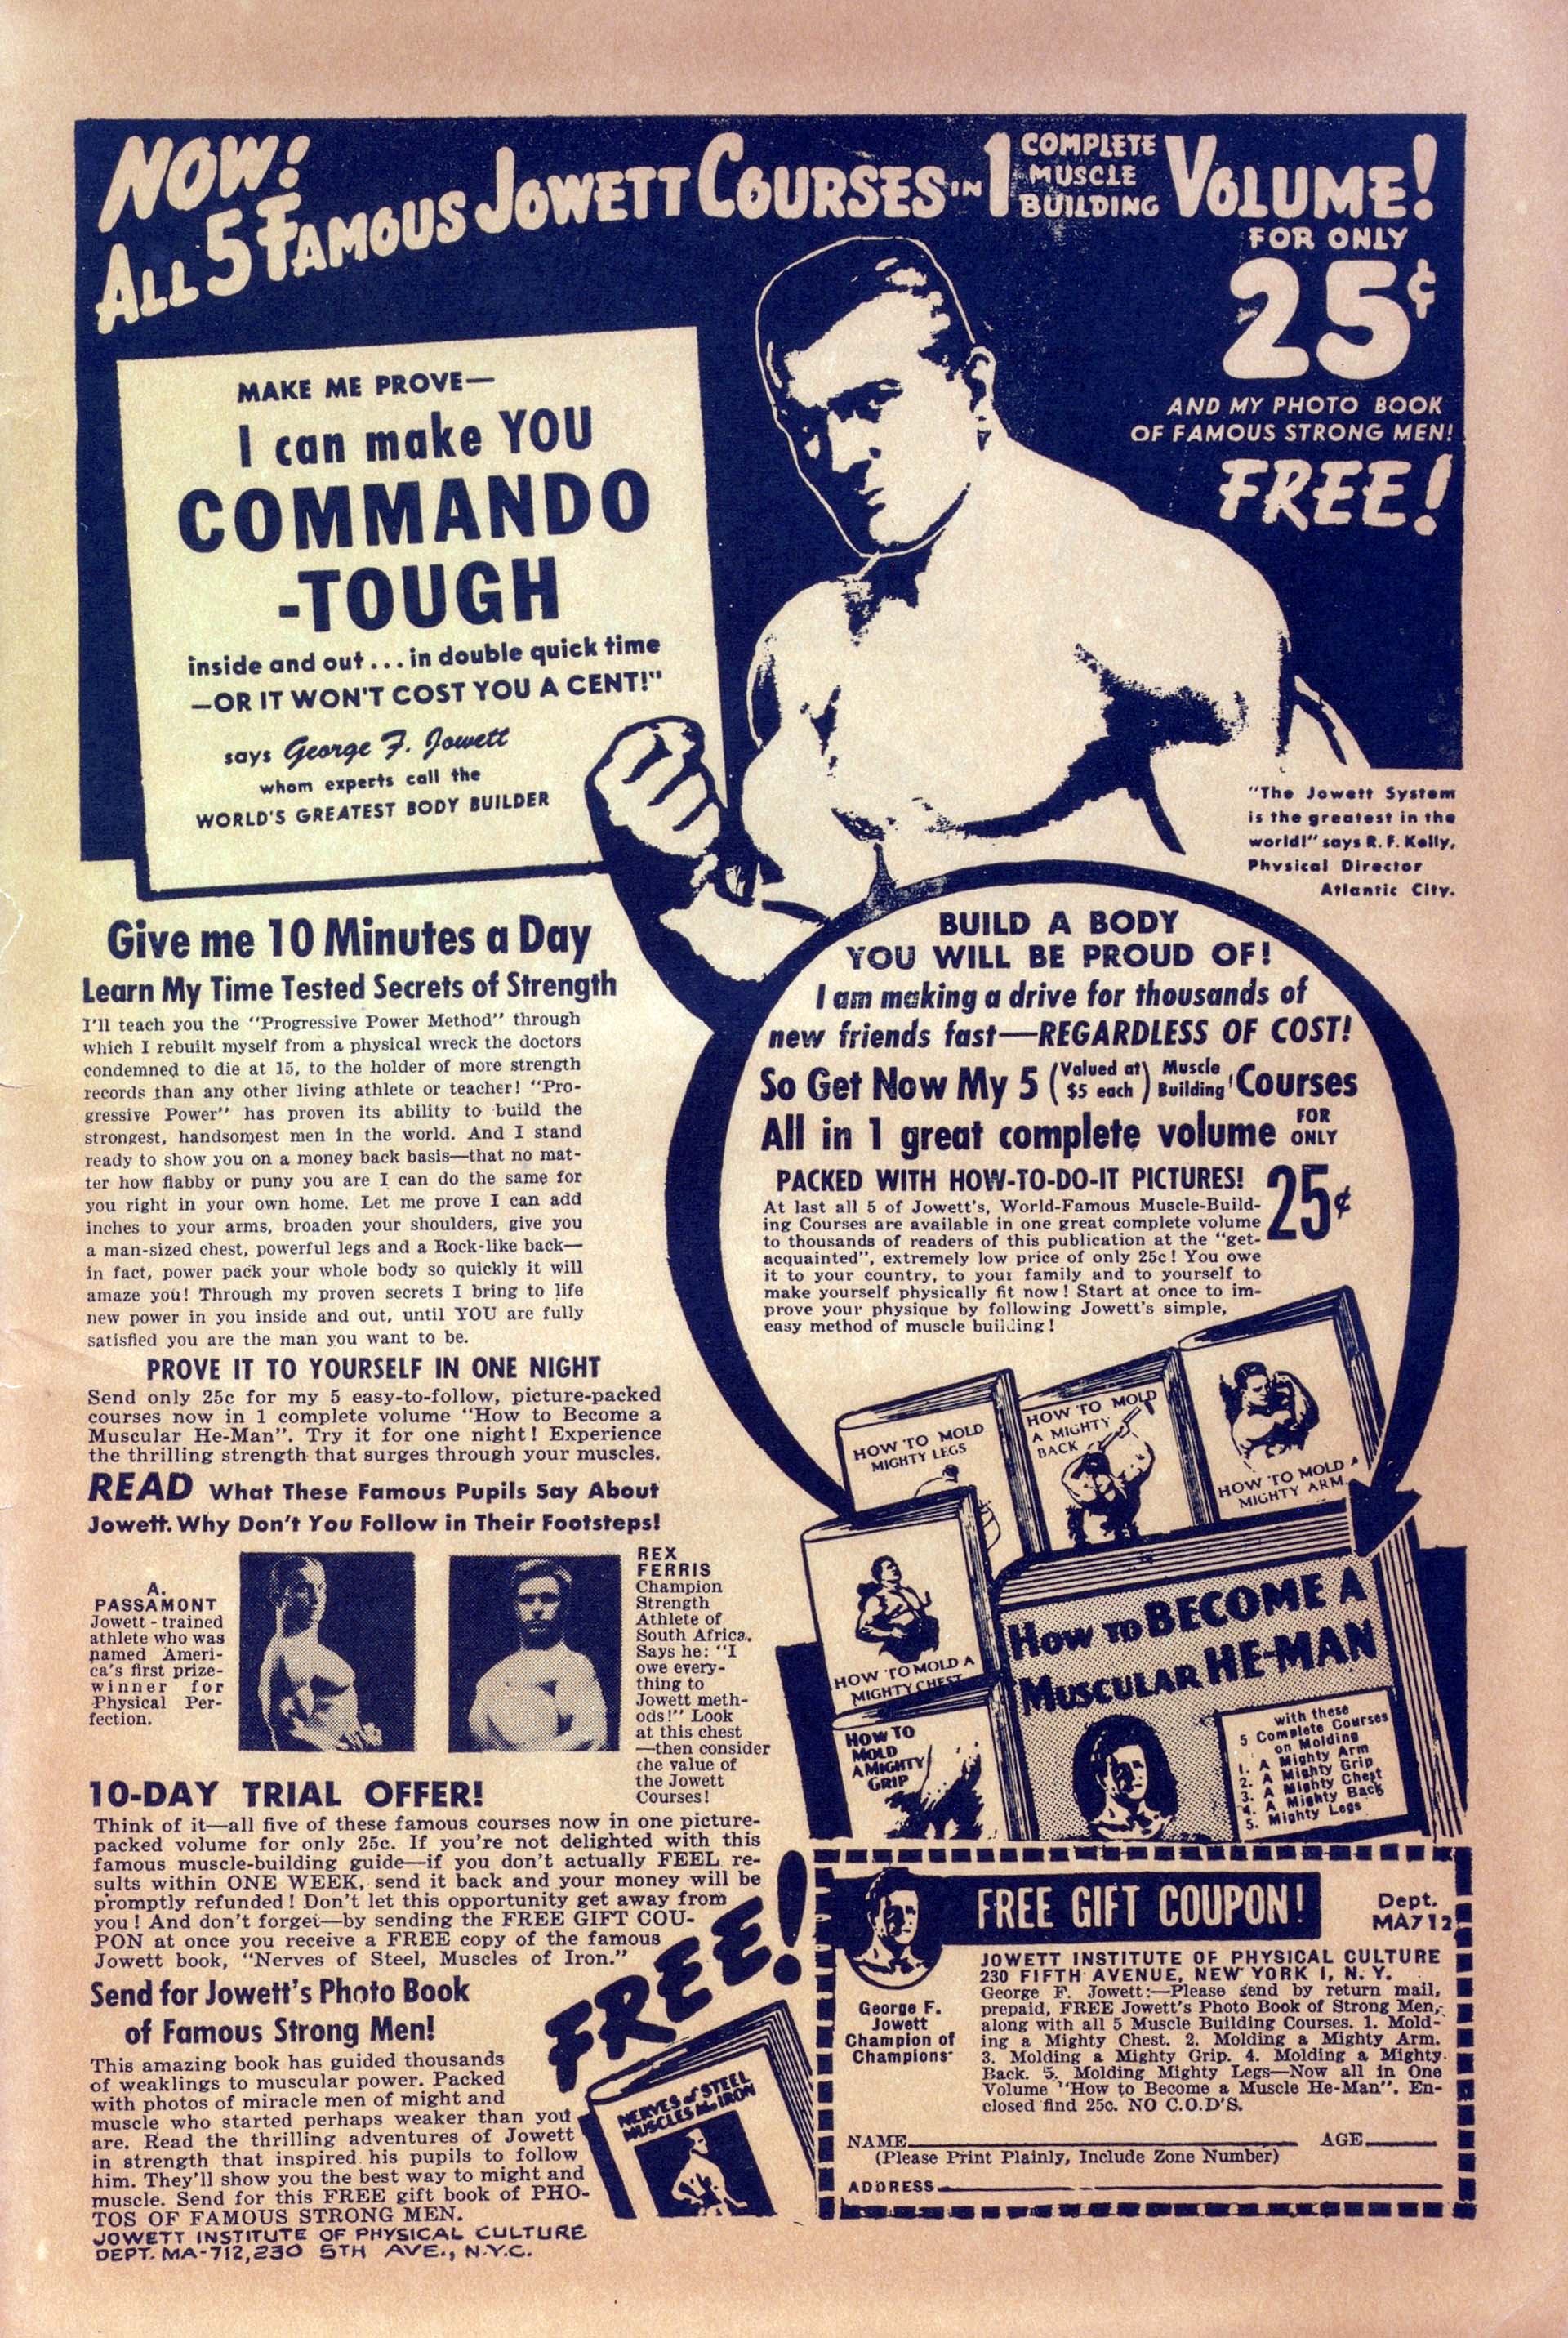 NOW:
ALL 5 FAMOUS JOWETT COURSES IN 1 COMPLETE MUSCLE BUILDING VOLUME!
FOR ONLY
25¢
AND MY PHOTO BOOK
OF FAMOUS STRONG MEN!
FREE!
MAKE ME PROVE—
I can make YOU
COMMANDO
-TOUGH
inside and out...in double quick time
—OR IT WON'T COST YOU A CENT!"
says George F. Jowett
whom experts call the
WORLD'S GREATEST BODY BUILDER
"The Jowett System
is the greatest in the
world!" says R. F. Kelly,
Physical Director
Atlantic City.
Give me 10 Minutes a Day
Learn My Time Tested Secrets of Strength
I'll teach you the "Progressive Power Method" through
which I rebuilt myself from a physical wreck the doctors
condemned to die at 15, to the holder of more strength
records than any other living athlete or teacher! "Pro-
gressive Power" has proven its ability to build the
strongest, handsomest men in the world. And I stand
ready to show you on a money back basis—that no mat-
ter how flabby or puny you are I can do the same for
you right in your own home. Let me prove I can add
inches to your arms, broaden your shoulders, give you
a man-sized chest, powerful legs and a Rock-like back—
in fact, power pack your whole body so quickly it will
amaze you! Through my proven secrets I bring to life
new power in you inside and out, until YOU are fully
satisfied you are the man you want to be.
PROVE IT TO YOURSELF IN ONE NIGHT
Send only 25c for my 5 easy-to-follow, picture-packed
courses now in 1 complete volume "How to Become a
Muscular He-Man". Try it for one night! Experience
the thrilling strength that surges through your muscles.
READ What These Famous Pupils Say About
Jowett. Why Don't You Follow in Their Footsteps!
A.
PASSAMONT
Jowett-trained
athlete who was
named Ameri-
ca's first prize-
winner for
Physical Per-
fection.
REX
FERRIS
Champion
Strength
Athlete of
South Africa.
Says he: "I
owe every-
thing to
Jowett meth-
ods!" Look
at this chest
—then consider
the value of
the Jowett
Courses!
10-DAY TRIAL OFFER!
Think of it—all five of these famous courses now in one picture-
packed volume for only 25c. If you're not delighted with this
famous muscle-building guide—if you don't actually FEEL re-
sults within ONE WEEK, send it back and your money will be
promptly refunded! Don't let this opportunity get away from
you! And don't forget—by sending the FREE GIFT COU-
PON at once you receive a FREE copy of the famous
Jowett book, "Nerves of Steel, Muscles of Iron."
Send for Jowett's Photo Book
of Famous Strong Men!
This amazing book has guided thousands
of weaklings to muscular power. Packed
with photos of miracle men of might and
muscle who started perhaps weaker than you
are. Read the thrilling adventures of Jowett
in strength that inspired his pupils to follow
him. They'll show you the best way to might and
muscle. Send for this FREE gift book of PHO-
TOS OF FAMOUS STRONG MEN.
JOWETT INSTITUTE OF PHYSICAL CULTURE
DEPT. MA-712, 230 5TH AVE., N.Y.C.
FREE!
NERVES of STEEL
MUSCLES like IRON
BUILD A BODY
YOU WILL BE PROUD OF!
I am making a drive for thousands of
new friends fast—REGARDLESS OF COST!
So Get Now My 5 (Valued at $5 each) Muscle Building Courses
All in 1 great complete volume FOR ONLY
25¢
PACKED WITH HOW-TO-DO-IT PICTURES!
At last all 5 of Jowett's, World-Famous Muscle-Build-
ing Courses are available in one great complete volume
to thousands of readers of this publication at the "get-
acquainted", extremely low price of only 25c! You owe
it to your country, to your family and to yourself to
make yourself physically fit now! Start at once to im-
prove your physique by following Jowett's simple,
easy method of muscle building!
HOW TO MOLD
MIGHTY LEGS
HOW TO MOLD
A MIGHTY
BACK
HOW TO MOLD A
MIGHTY ARM
HOW TO MOLD A
MIGHTY CHEST
HOW TO
MOLD
A MIGHTY
GRIP
HOW TO BECOME A
MUSCULAR HE-MAN
with these
5 Complete Courses
on Molding
1. A Mighty Arm
2. A Mighty Grip
3. A Mighty Chest
4. A Mighty Back
5. Mighty Legs
FREE GIFT COUPON!
Dept.
MA712
George F.
Jowett
Champion of
Champions
JOWETT INSTITUTE OF PHYSICAL CULTURE
230 FIFTH AVENUE, NEW YORK 1, N. Y.
George F. Jowett:—Please send by return mail,
prepaid, FREE Jowett's Photo Book of Strong Men,
along with all 5 Muscle Building Courses. 1. Mold-
ing a Mighty Chest. 2. Molding a Mighty Arm.
3. Molding a Mighty Grip. 4. Molding a Mighty
Back. 5. Molding Mighty Legs—Now all in One
Volume "How to Become a Muscle He-Man". En-
closed find 25c. NO C.O.D'S.
NAME AGE
(Please Print Plainly, Include Zone Number)
ADDRESS